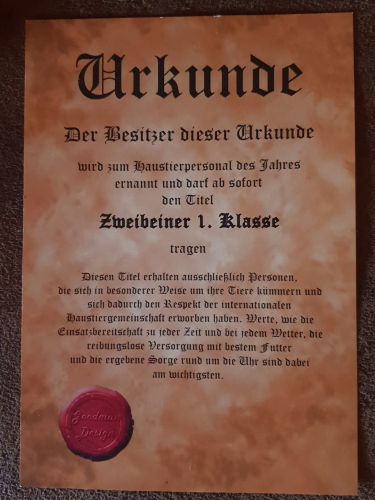 Urkunde
Der Besitzer dieser Urkunde
wird zum Haustierpersonal des Jahres
ernannt und darf ab sofort
den Titel
Zweibeiner 1. Klasse
tragen
Diesen Titel erhalten ausschließlich Personen,
die sich in besonderer Weise um ihre Tiere kümmern und
sich dadurch den Respekt der internationalen
Haustiergemeinschaft erworben haben. Werte, wie die
Einsatzbereitschaft zu jeder Zeit und bei jedem Wetter, die
reibungslose Versorgung mit bestem Futter
und die ergebene Sorge rund um die Uhr sind dabei
am wichtigsten.
Goodman
Design